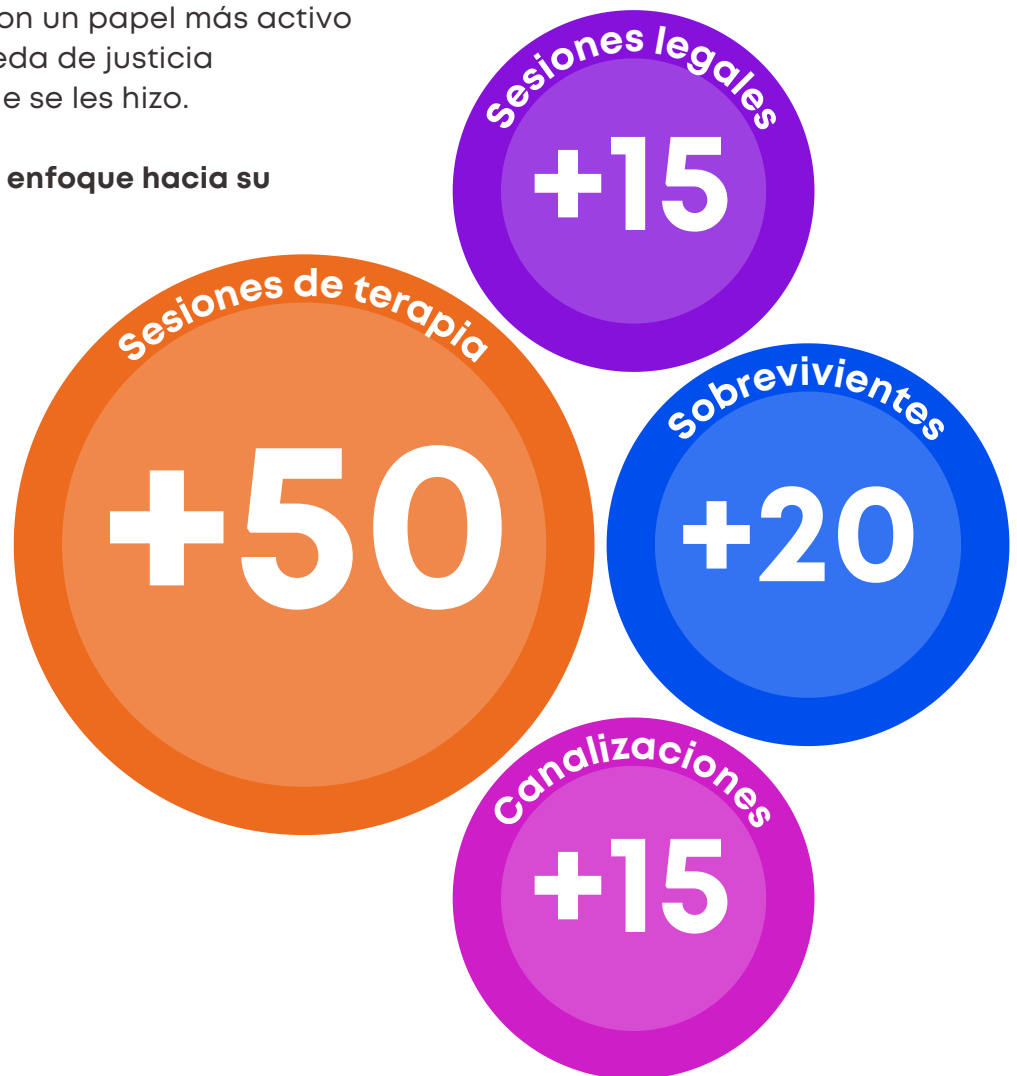 on un papel más activo
eda de justicia
e se les hizo.
enfoque hacia su
Sesiones legales
+15
Sesiones de terapia
+50
Sobrevivientes
+20
Canalizaciones
+15